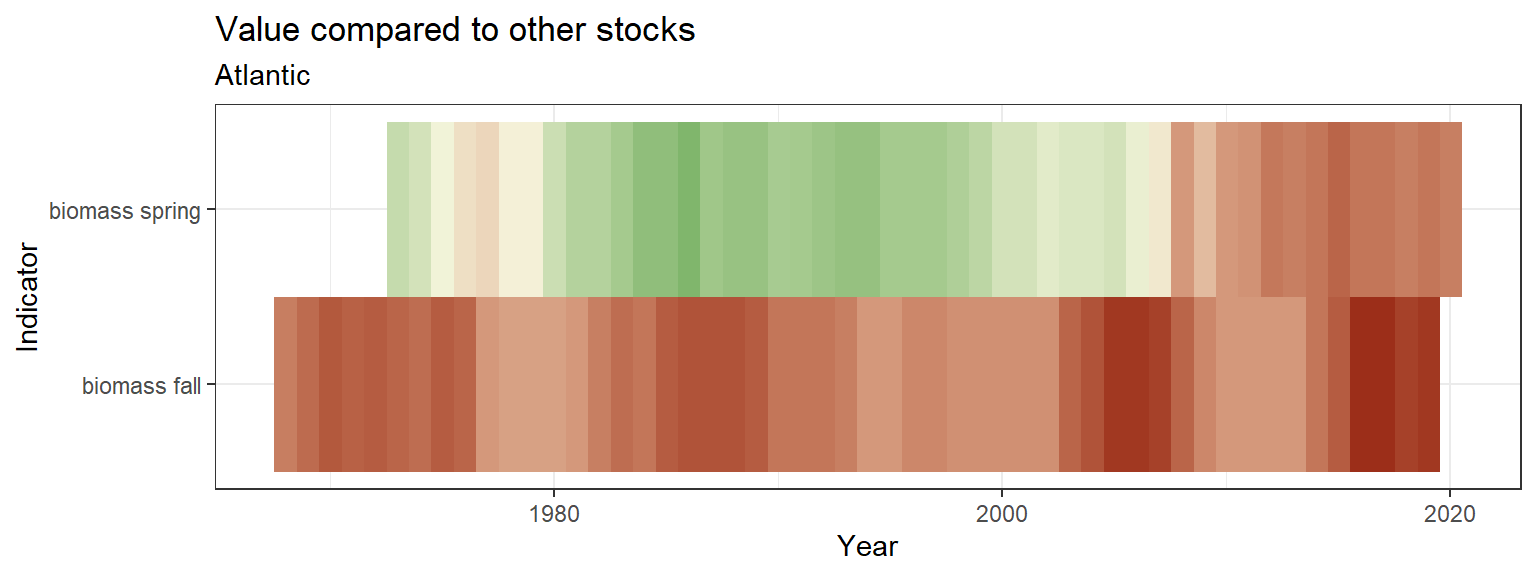 Value compared to other stocks
Atlantic
Indicator
biomass spring
biomass fall
1980
2000
2020
Year